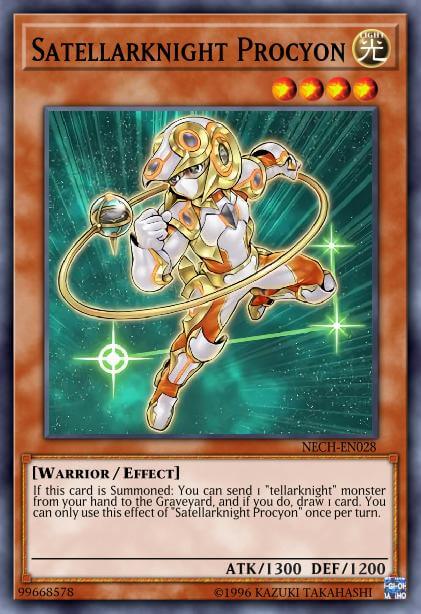 Satellarknight Procyon
LIGHT
光
NECH-EN028
[Warrior / Effect]
If this card is Summoned: You can send 1 "tellarknight" monster
from your hand to the Graveyard, and if you do, draw 1 card. You
can only use this effect of "Satellarknight Procyon" once per turn.
ATK/1300 DEF/1200
99668578
©1996 KAZUKI TAKAHASHI